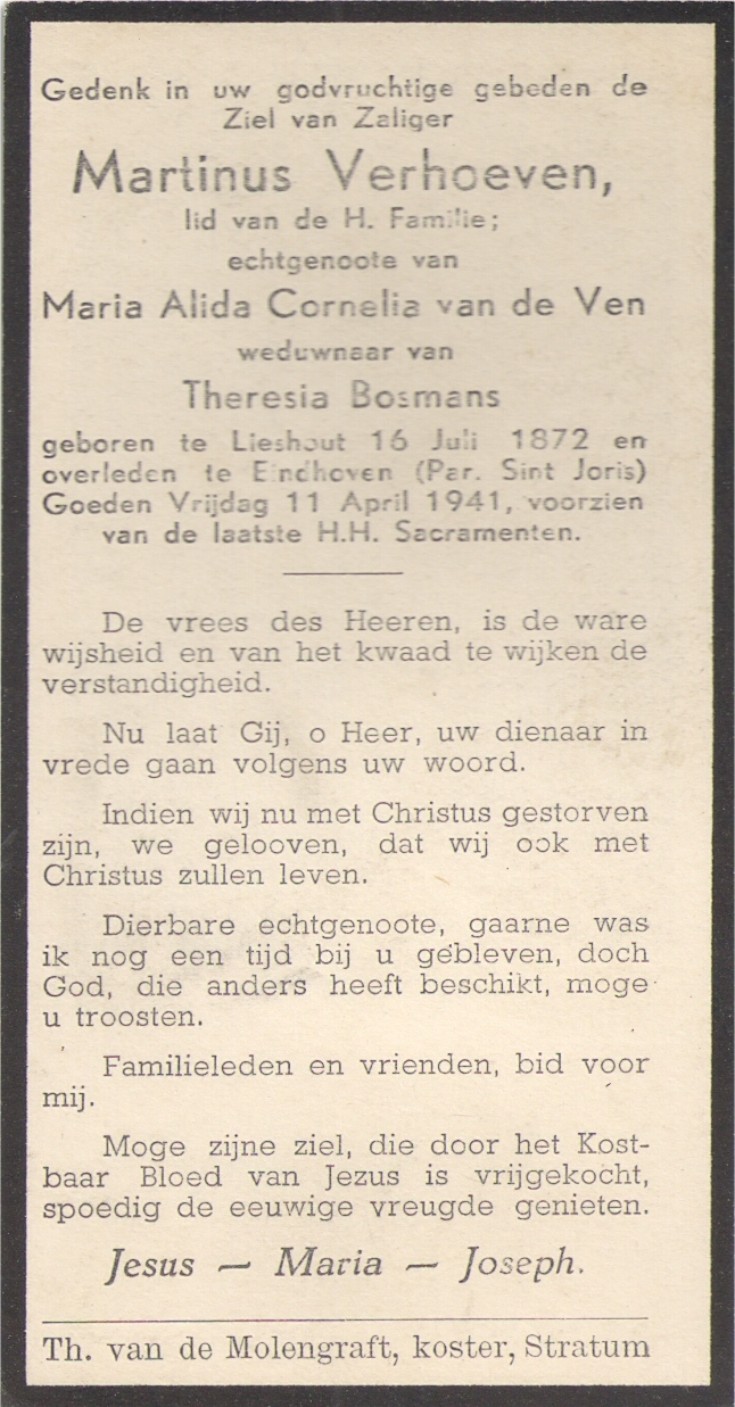 Gedenk in uw godvruchtige gebeden de
Ziel van Zaliger
Martinus Verhoeven,
lid van de H. Familie;
echtgenoote van
Maria Alida Cornelia van de Ven
weduwnaar van
Theresia Bosmans
geboren te Lieshout 16 Juli 1872 en
overleden te Eindhoven (Par. Sint Joris)
Goeden Vrijdag 11 April 1941, voorzien
van de laatste H.H. Sacramenten.
De vrees des Heeren, is de ware
wijsheid en van het kwaad te wijken de
verstandigheid.
Nu laat Gij, o Heer, uw dienaar in
vrede gaan volgens uw woord.
Indien wij nu met Christus gestorven
zijn, we gelooven, dat wij ook met
Christus zullen leven.
Dierbare echtgenoote, gaarne was
ik nog een tijd bij u gebleven, doch
God, die anders heeft beschikt, moge
u troosten.
Familieleden en vrienden, bid voor
mij.
Moge zijne ziel, die door het Kost-
baar Bloed van Jezus is vrijgekocht,
spoedig de eeuwige vreugde genieten.
Jesus — Maria — Joseph.
Th. van de Molengraft, koster, Stratum